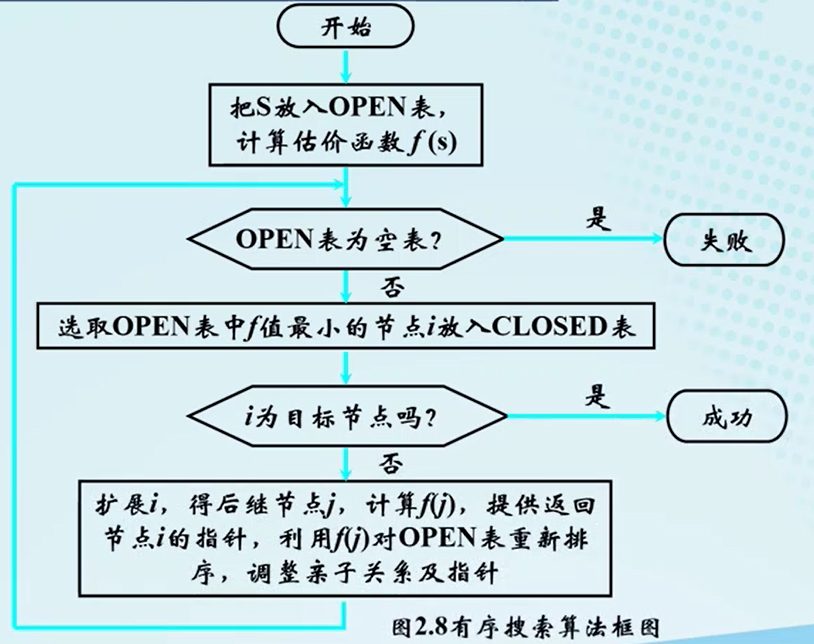 开始
把S放入OPEN表，
计算估价函数 f (s)
OPEN表为空表？
是
失败
否
选取OPEN表中f值最小的节点i放入CLOSED表
i为目标节点吗？
是
成功
否
扩展i，得后继节点j，计算f(j)，提供返回
节点i的指针，利用f(j)对OPEN表重新排
序，调整亲子关系及指针
图2.8有序搜索算法框图